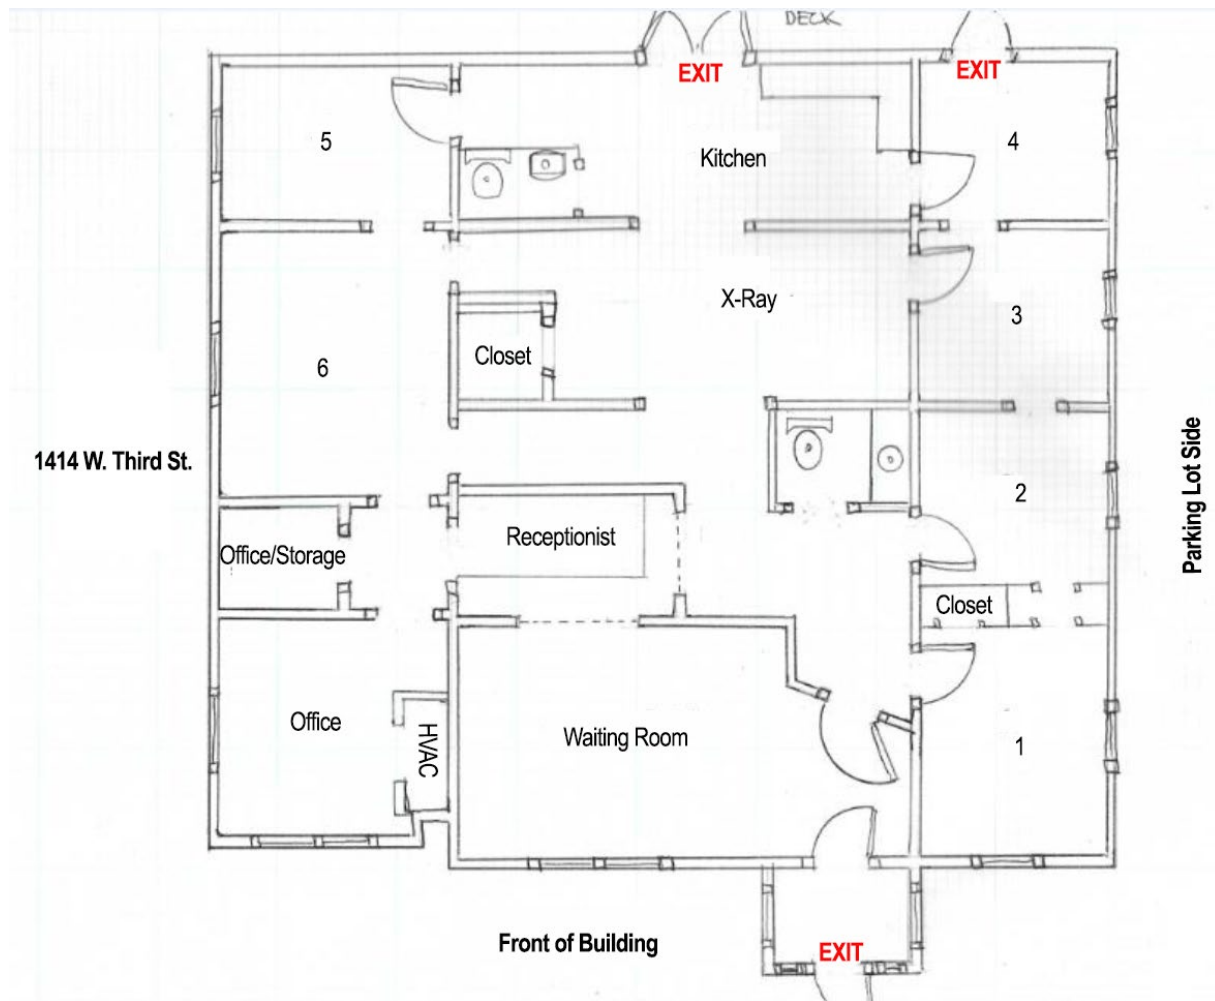 DECK
EXIT
EXIT
5
4
Kitchen
X-Ray
3
Closet
6
1414 W. Third St.
Parking Lot Side
2
Receptionist
Office/Storage
Closet
Office
HVAC
Waiting Room
1
Front of Building
EXIT